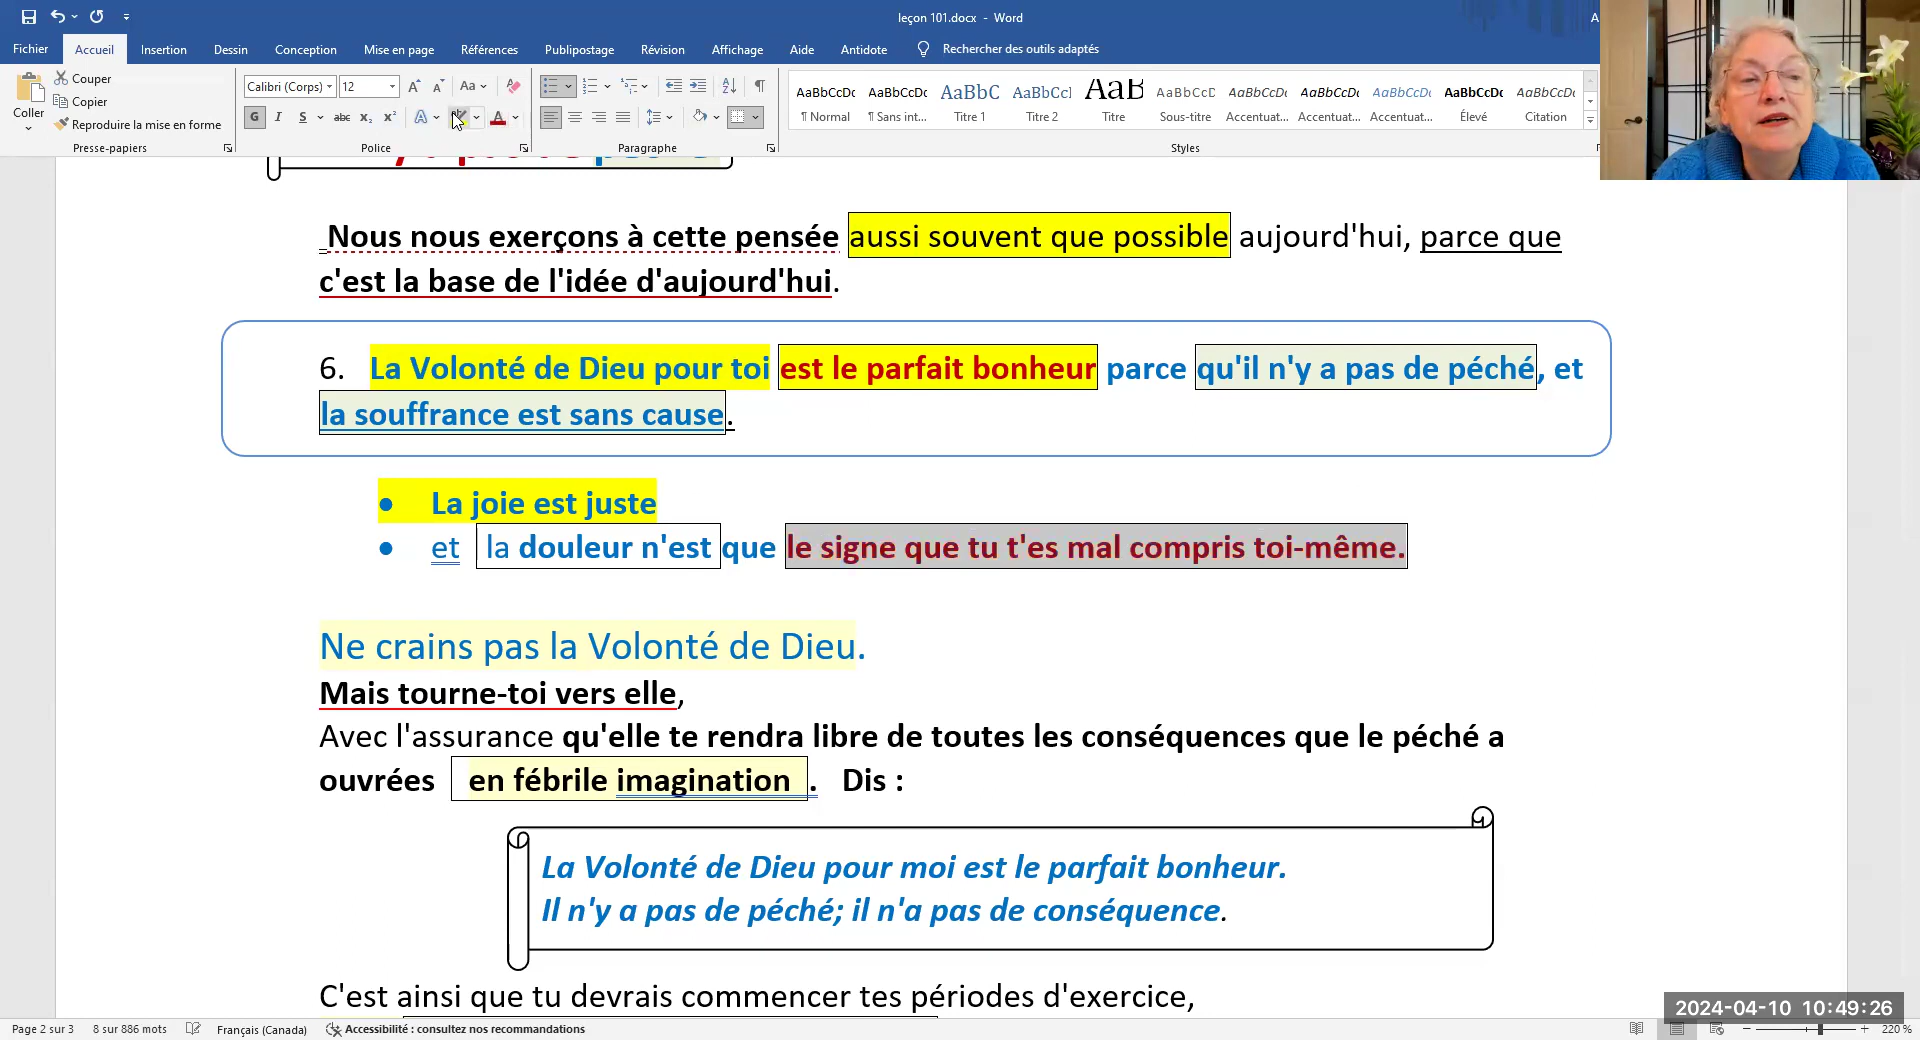 leçon 101.docx - Word
A
Fichier Accueil Insertion Dessin Conception Mise en page Références Publipostage Révision Affichage Aide Antidote Rechercher des outils adaptés
Coller
Couper
Copier
Reproduire la mise en forme
Presse-papiers
Calibri (Corps) 12
Aa
G I S abc x₂ x² A A
Police
Paragraphe
AaBbCcDc AaBbCcDc AaBbC AaBbCcI AaB AaBbCcD AaBbCcDc AaBbCcDc AaBbCcDc AaBbCcDc AaBbCcDc
¶ Normal ¶ Sans int... Titre 1 Titre 2 Titre Sous-titre Accentuat... Accentuat... Accentuat... Élevé Citation
Styles
Nous nous exerçons à cette pensée aussi souvent que possible aujourd'hui, parce que
c'est la base de l'idée d'aujourd'hui.
6. La Volonté de Dieu pour toi est le parfait bonheur parce qu'il n'y a pas de péché, et
la souffrance est sans cause.
• La joie est juste
• et la douleur n'est que le signe que tu t'es mal compris toi-même.
Ne crains pas la Volonté de Dieu.
Mais tourne-toi vers elle,
Avec l'assurance qu'elle te rendra libre de toutes les conséquences que le péché a
ouvrées en fébrile imagination . Dis :
La Volonté de Dieu pour moi est le parfait bonheur.
Il n'y a pas de péché; il n'a pas de conséquence.
C'est ainsi que tu devrais commencer tes périodes d'exercice,
2024-04-10 10:49:26
Page 2 sur 3 8 sur 886 mots Français (Canada) Accessibilité : consultez nos recommandations 220 %